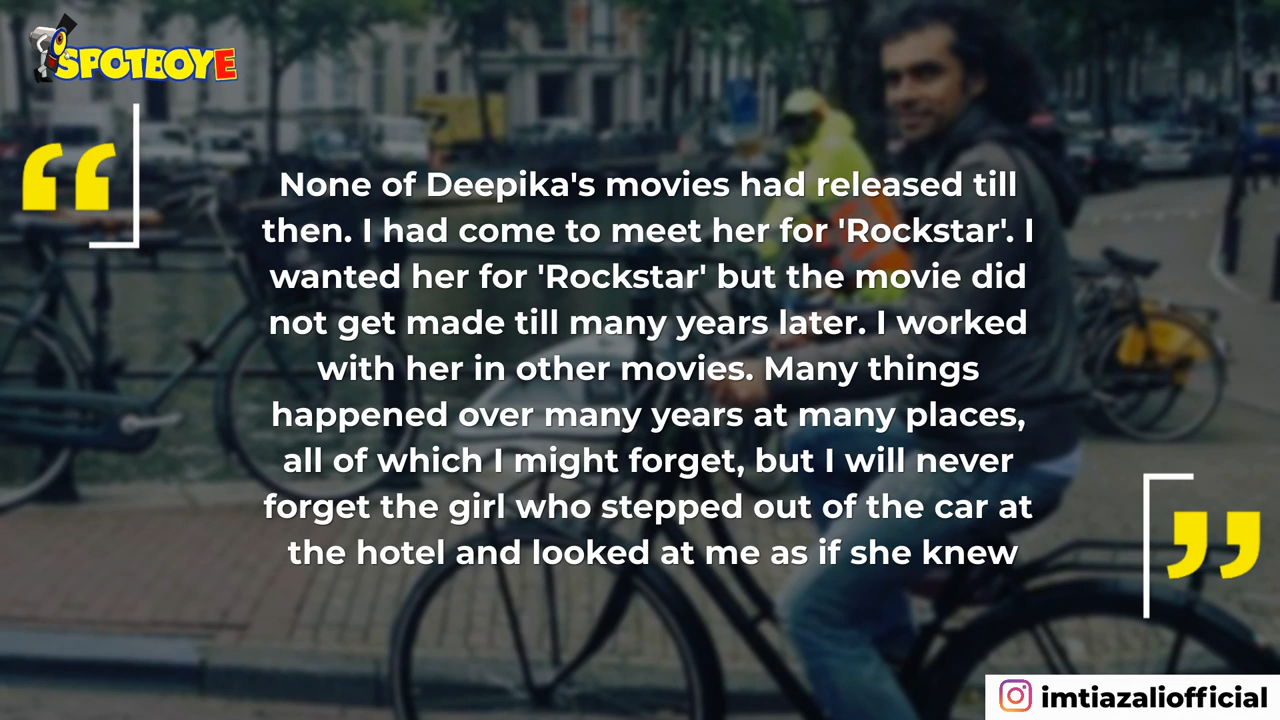 SPOTBOYE
None of Deepika's movies had released till
then. I had come to meet her for 'Rockstar'. I
wanted her for 'Rockstar' but the movie did
not get made till many years later. I worked
with her in other movies. Many things
happened over many years at many places,
all of which I might forget, but I will never
forget the girl who stepped out of the car at
the hotel and looked at me as if she knew
imtiazaliofficial